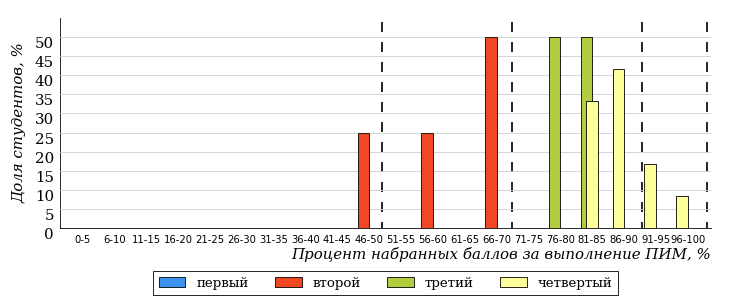 Доля студентов, %
50
45
40
35
30
25
20
15
10
5
0
0-5 6-10 11-15 16-20 21-25 26-30 31-35 36-40 41-45 46-50 51-55 56-60 61-65 66-70 71-75 76-80 81-85 86-90 91-95 96-100
Процент набранных баллов за выполнение ПИМ, %
первый второй третий четвертый